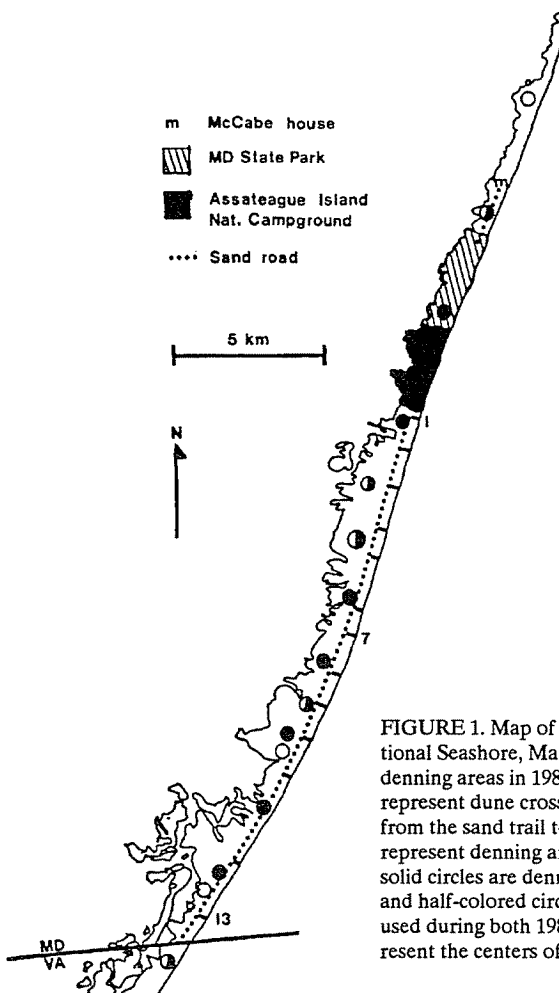 m McCabe house
MD State Park
Assateague Island
Nat. Campground
Sand road
5 km
N
1
7
13
MD
VA
FIGURE 1. Map of
tional Seashore, Ma
denning areas in 198
represent dune cross
from the sand trail t
represent denning a
solid circles are denn
and half-colored circ
used during both 198
resent the centers of